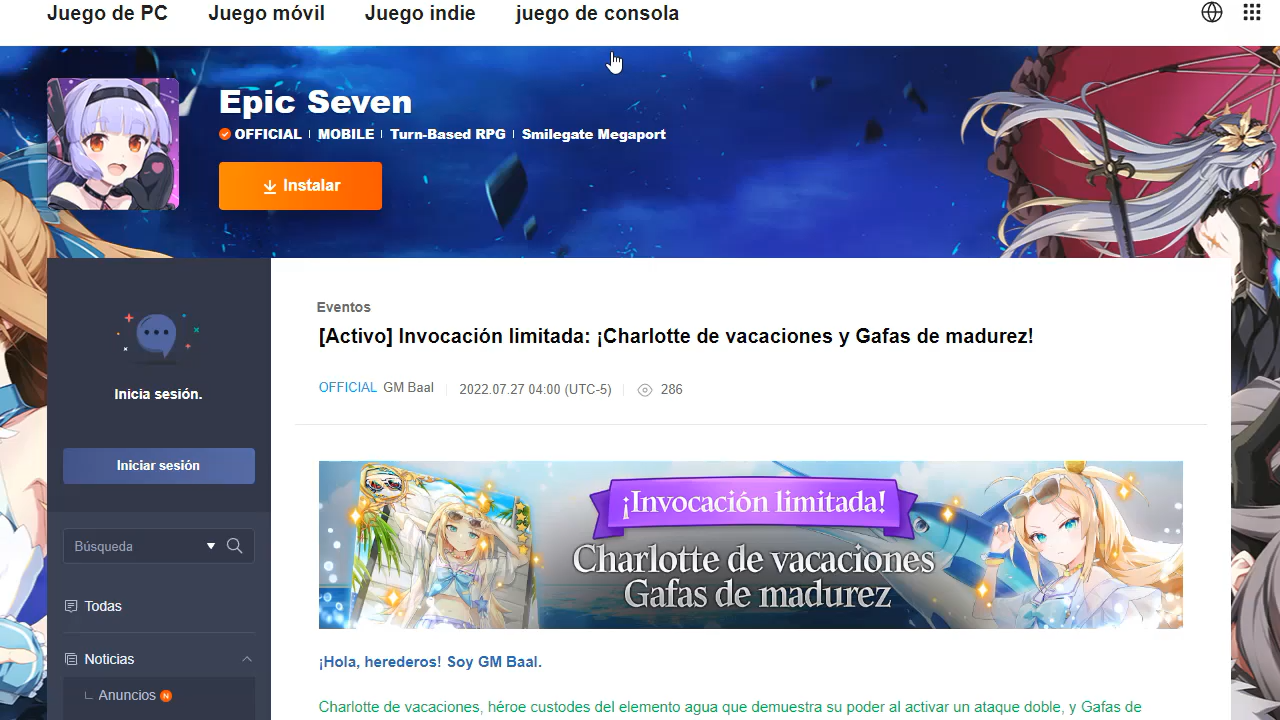 Juego de PC Juego móvil Juego indie juego de consola
Epic Seven
OFFICIAL MOBILE Turn-Based RPG Smilegate Megaport
Instalar
Inicia sesión.
Iniciar sesión
Búsqueda
Todas
Noticias
Anuncios N
Eventos
[Activo] Invocación limitada: ¡Charlotte de vacaciones y Gafas de madurez!
OFFICIAL GM Baal 2022.07.27 04:00 (UTC-5) 286
¡Invocación limitada!
Charlotte de vacaciones
Gafas de madurez
¡Hola, herederos! Soy GM Baal.
Charlotte de vacaciones, héroe custodes del elemento agua que demuestra su poder al activar un ataque doble, y Gafas de